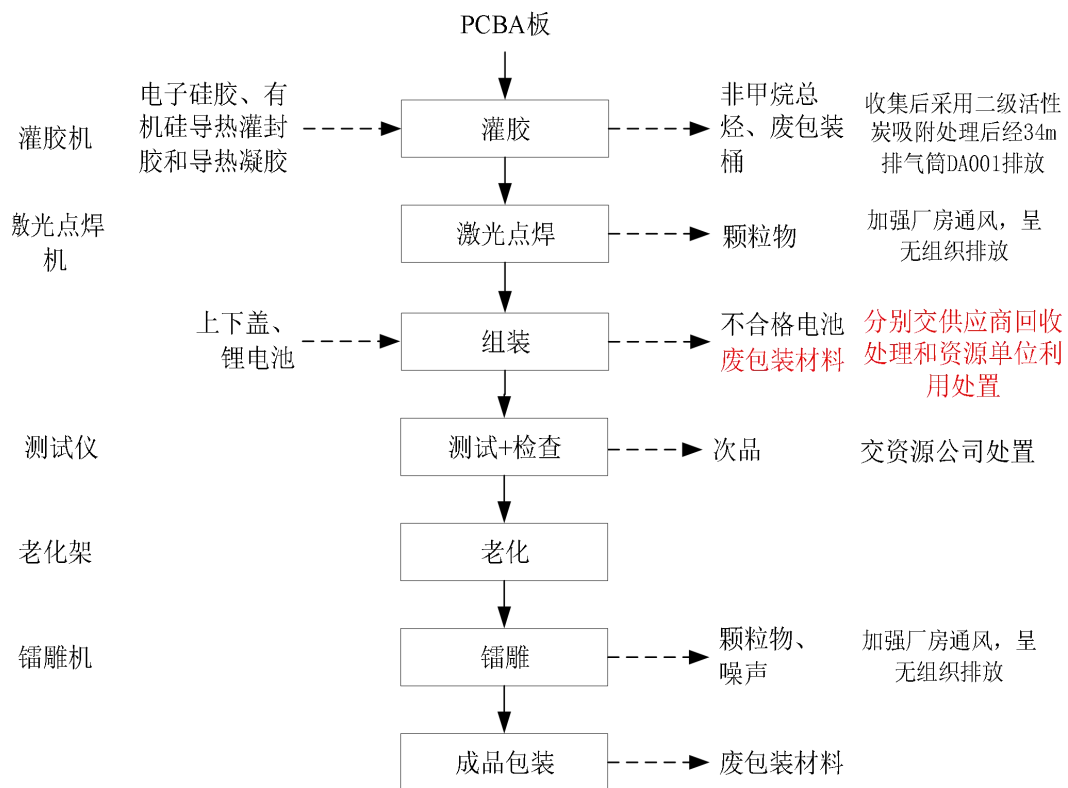 PCBA板
灌胶机
电子硅胶、有
机硅导热灌封
胶和导热凝胶
灌胶
非甲烷总
烃、废包装
桶
收集后采用二级活性
炭吸附处理后经34m
排气筒DA001排放
激光点焊
机
激光点焊
颗粒物
加强厂房通风，呈
无组织排放
上下盖、
锂电池
组装
不合格电池
废包装材料
分别交供应商回收
处理和资源单位利
用处置
测试仪
测试+检查
次品
交资源公司处置
老化架
老化
镭雕机
镭雕
颗粒物、
噪声
加强厂房通风，呈
无组织排放
成品包装
废包装材料